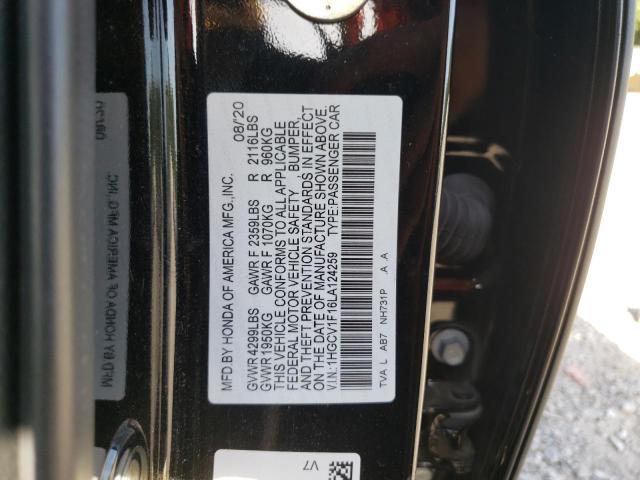 MFD.BY HONDA OF AMERICA MFG.,INC. 08/20
GVWR 4299LBS GAWR F 2359LBS R 2116LBS
GVWR 1950KG GAWR F 1070KG R 960KG
THIS VEHICLE CONFORMS TO ALL APPLICABLE
FEDERAL MOTOR VEHICLE SAFETY, BUMPER,
AND THEFT PREVENTION STANDARDS IN EFFECT
ON THE DATE OF MANUFACTURE SHOWN ABOVE.
V.I.N.:1HGCV1F16LA124259 TYPE:PASSENGER CAR
TVA L AB7 NH731P A A
V7